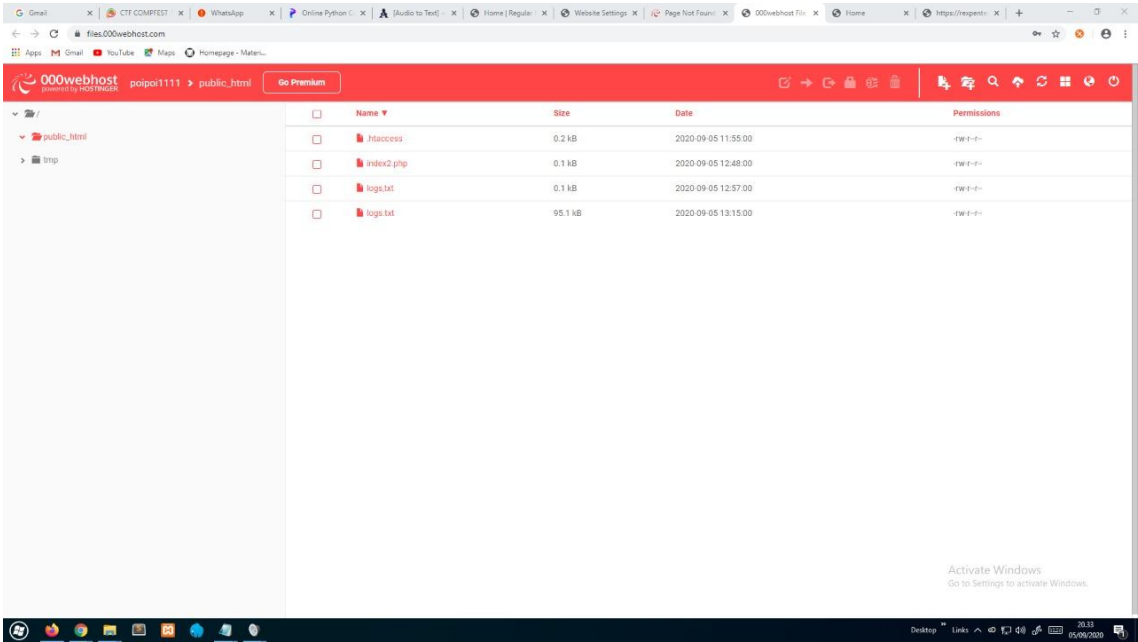 Gmail CTF COMPFEST WhatsApp Online Python C [Audio to Text] - Home | Regular Website Settings Page Not Found 000webhost File Home https://rexpente
files.000webhost.com
Apps Gmail YouTube Maps Homepage - Materi...
000webhost poipoi1111 > public_html Go Premium
powered by HOSTINGER
/ Name ▼ Size Date Permissions
public_html .htaccess 0.2 kB 2020-09-05 11:55:00 -rw-r--r--
tmp index2.php 0.1 kB 2020-09-05 12:48:00 -rw-r--r--
logs,txt 0.1 kB 2020-09-05 12:57:00 -rw-r--r--
logs.txt 95.1 kB 2020-09-05 13:15:00 -rw-r--r--
Activate Windows
Go to Settings to activate Windows.
Desktop " Links 20.33
05/09/2020